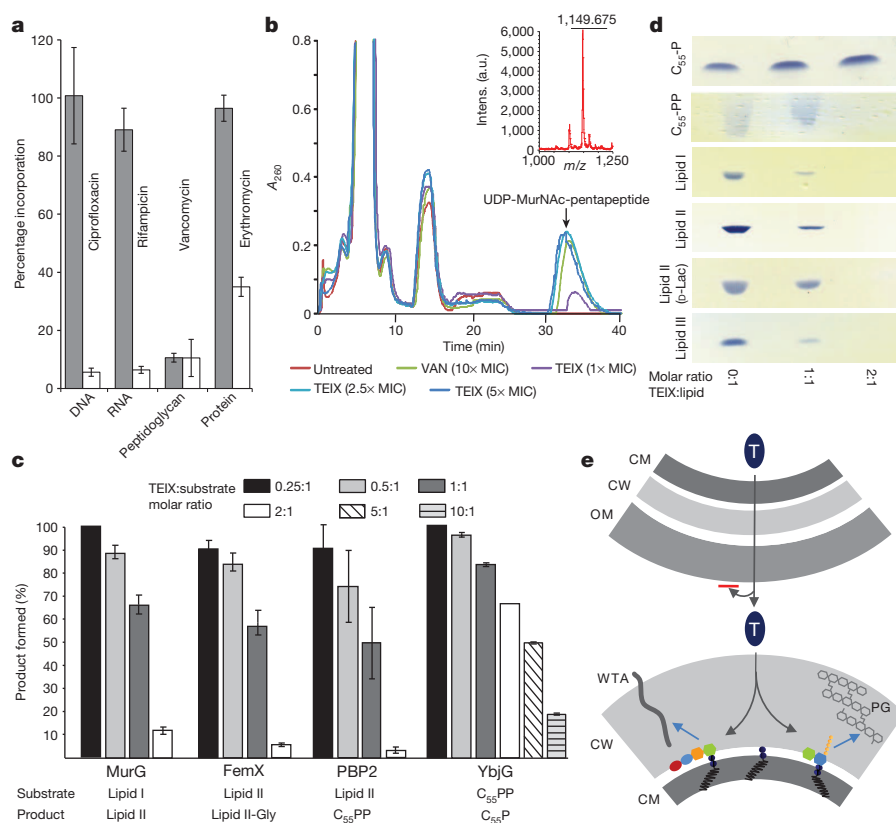 a
120
100
80
60
40
20
0
Percentage incorporation
Ciprofloxacin
Rifampicin
Vancomycin
Erythromycin
DNA
RNA
Peptidoglycan
Protein
b
0.8
0.6
0.4
0.2
0
A260
0
10
20
30
40
Time (min)
1,149.675
6,000
5,000
4,000
3,000
2,000
1,000
0
Intens. (a.u.)
1,000
1,250
m/z
UDP-MurNAc-pentapeptide
Untreated
VAN (10× MIC)
TEIX (1× MIC)
TEIX (2.5× MIC)
TEIX (5× MIC)
d
C55-P
C55-PP
Lipid I
Lipid II
Lipid II
(D-Lac)
Lipid III
Molar ratio
TEIX:lipid
0:1
1:1
2:1
c
TEIX:substrate
molar ratio
0.25:1
0.5:1
1:1
2:1
5:1
10:1
100
90
80
70
60
50
40
30
20
10
Product formed (%)
MurG
FemX
PBP2
YbjG
Substrate
Lipid I
Lipid II
Lipid II
C55PP
Product
Lipid II
Lipid II-Gly
C55PP
C55P
e
T
CM
CW
OM
T
WTA
PG
CW
CM